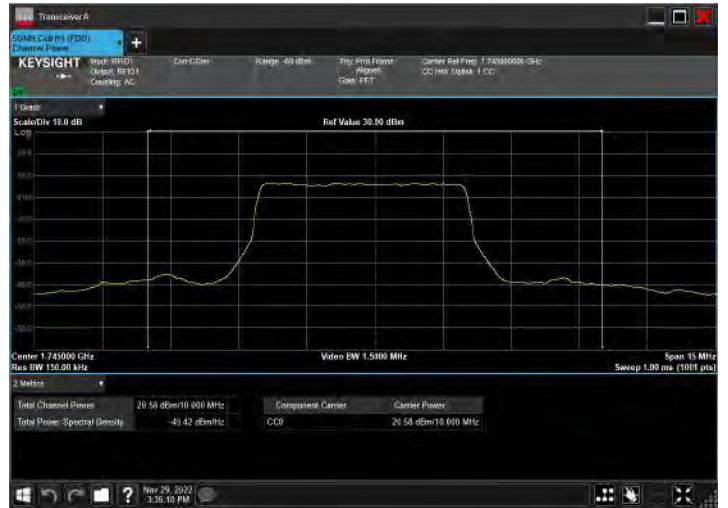 Transceiver A
5GNR Cell #1 (FDD)
Channel Power
+
KEYSIGHT
Input: RFIO1
Output: RFIO1
Coupling: AC
Corr CCorr
Range: -60 dBm
Trig: Prot Frame
Aligned
Gate: FFT
Carrier Ref Freq: 1.745000000 GHz
CC Info: Uplink, 1 CC
1 Graph
Scale/Div 10.0 dB
Ref Value 30.00 dBm
Log
Center 1.745000 GHz
Video BW 1.5000 MHz
Span 15 MHz
Res BW 150.00 kHz
Sweep 1.00 ms (1001 pts)
2 Metrics
Total Channel Power 20.58 dBm/10.000 MHz
Total Power Spectral Density -49.42 dBm/Hz
Component Carrier Carrier Power
CC0 20.58 dBm/10.000 MHz
?
Nov 29, 2022
3:35:10 PM